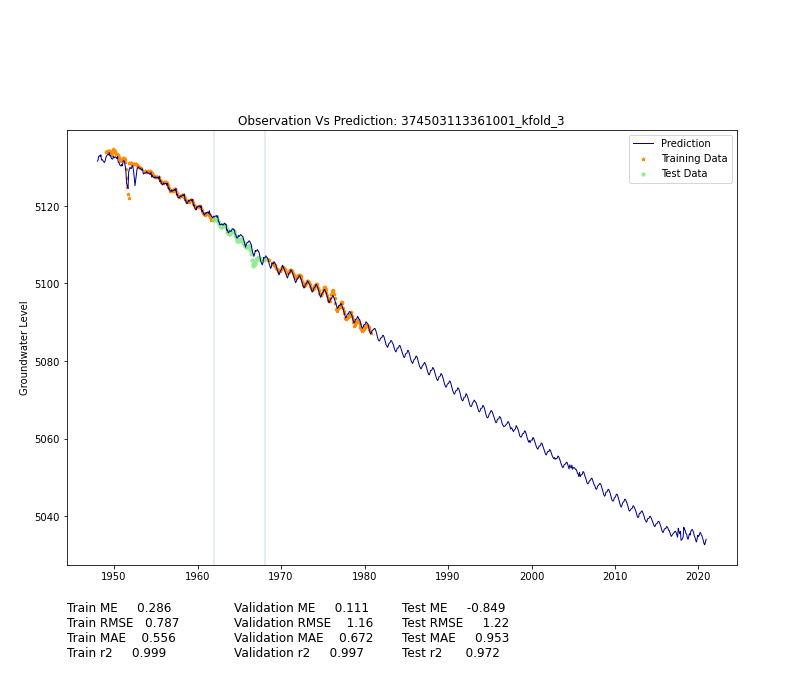 Observation Vs Prediction: 374503113361001_kfold_3
Prediction
Training Data
Test Data
Groundwater Level
5120
5100
5080
5060
5040
1950 1960 1970 1980 1990 2000 2010 2020
Train ME 0.286 Validation ME 0.111 Test ME -0.849
Train RMSE 0.787 Validation RMSE 1.16 Test RMSE 1.22
Train MAE 0.556 Validation MAE 0.672 Test MAE 0.953
Train r2 0.999 Validation r2 0.997 Test r2 0.972